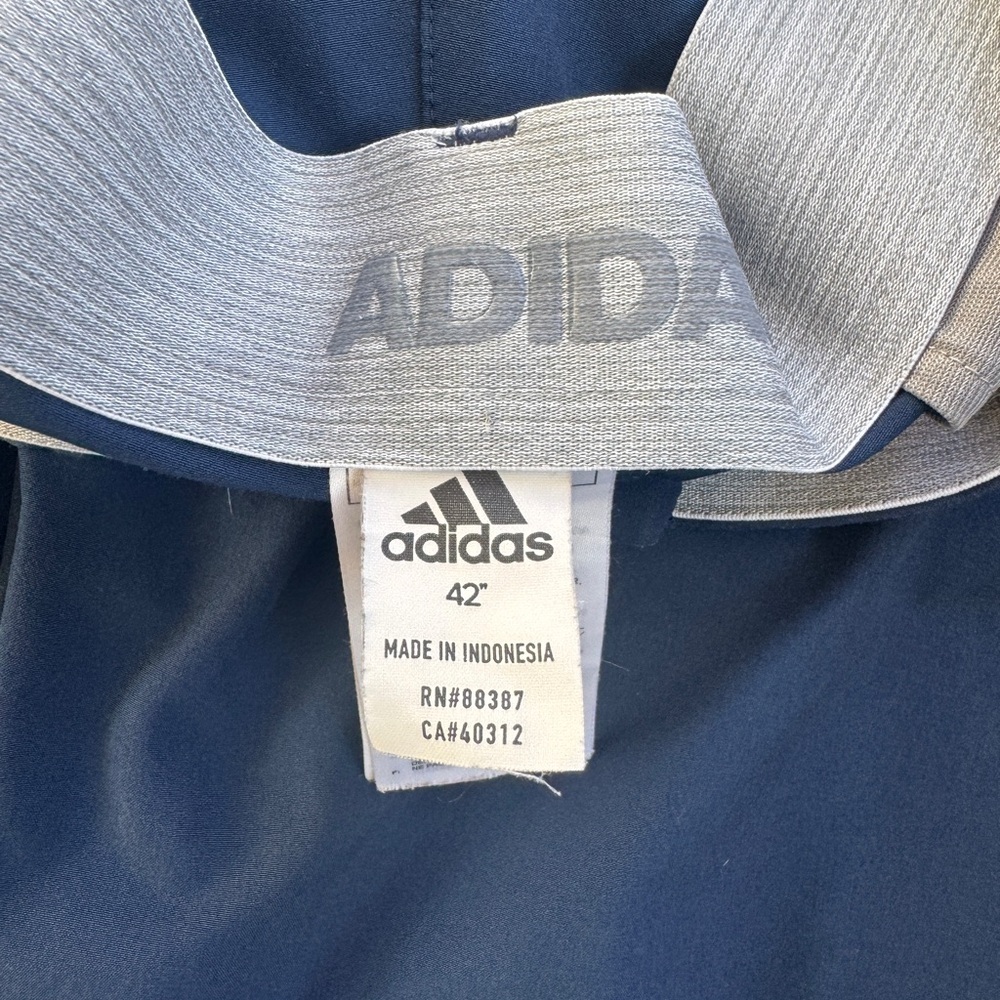 ADIDA
adidas
42"
MADE IN INDONESIA
RN#88387
CA#40312